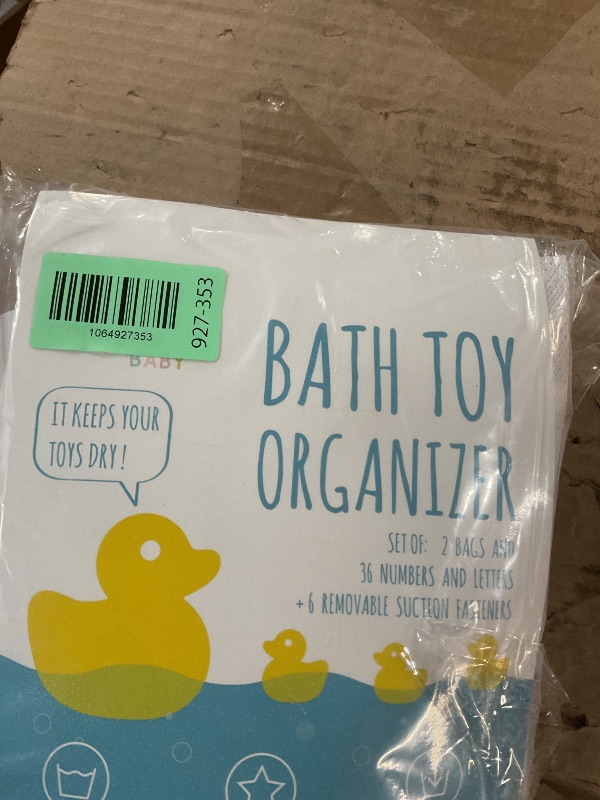 1064927353
927-353
BABY
IT KEEPS YOUR
TOYS DRY!
BATH TOY
ORGANIZER
SET OF: 2 BAGS AND
36 NUMBERS AND LETTERS
+ 6 REMOVABLE SUCTION FASTENERS